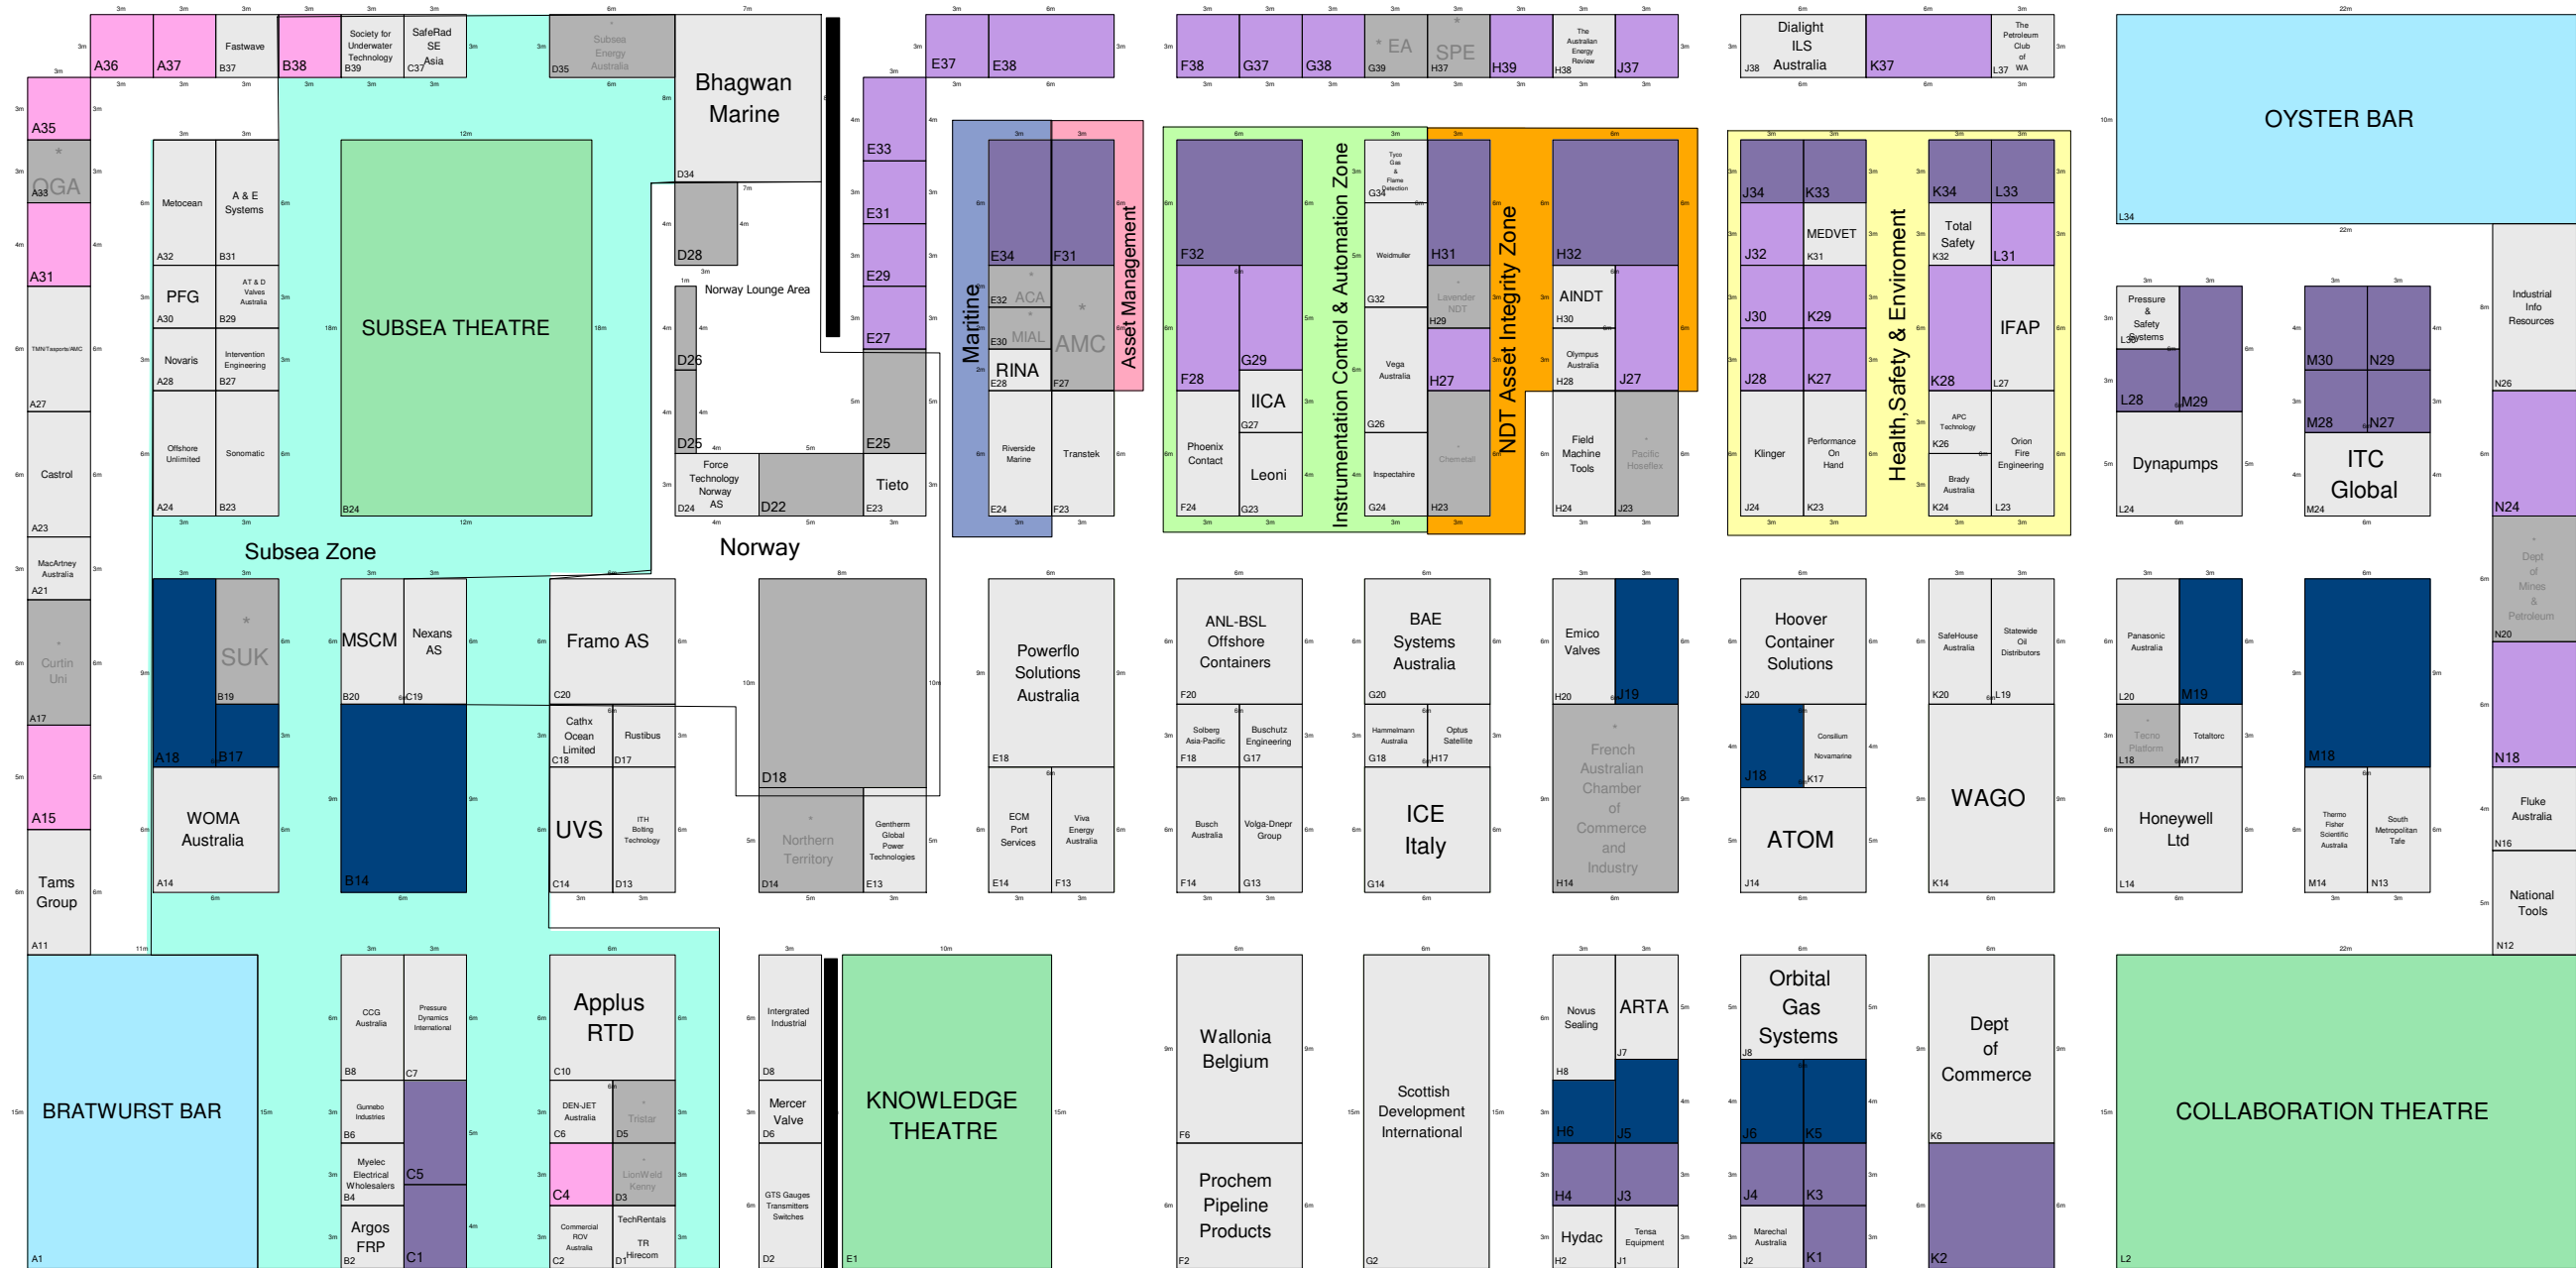 A36
A37
Fastwave
B37
B38
Society for
Underwater
Technology
B39
SafeRad
SE
Asia
C37
*
Subsea
Energy
Australia
D35
Bhagwan
Marine
D34
E37
E38
F38
G37
G38
* EA
G39
*
SPE
H37
H39
The
Australian
Energy
Review
H38
J37
Dialight
ILS
Australia
J38
K37
The
Petroleum
Club
of
WA
L37
OYSTER BAR
L34
A35
*
OGA
A33
A31
TMN/Tasports/AMC
A27
Castrol
A23
MacArtney
Australia
A21
*
Curtin
Uni
A17
A15
Tams
Group
A11
BRATWURST BAR
A1
Metocean
A32
A & E
Systems
B31
PFG
A30
AT & D
Valves
Australia
B29
Novaris
A28
Intervention
Engineering
B27
Offshore
Unlimited
A24
Sonomatic
B23
SUBSEA THEATRE
B24
Subsea Zone
D28
Norway Lounge Area
D26
D25
Force
Technology
Norway
AS
D24
D22
Tieto
E23
E33
E31
E29
E27
E25
Norway
Maritine
Asset Management
E34
F31
*
ACA
E32
*
MIAL
E30
RINA
E28
*
AMC
F27
Riverside
Marine
E24
Transtek
F23
Instrumentation Control & Automation Zone
F32
F28
G29
IICA
G27
Phoenix
Contact
F24
Leoni
G23
Tyco
Gas
&
Flame
Detection
G34
Weidmuller
G32
Vega
Australia
G26
Inspectahire
G24
NDT Asset Integrity Zone
H31
*
Lavender
NDT
H29
H27
*
Chemetall
H23
H32
AINDT
H30
Olympus
Australia
H28
J27
Field
Machine
Tools
H24
*
Pacific
Hoseflex
J23
Health,Safety & Enviroment
J34
K33
J32
MEDVET
K31
J30
K29
J28
K27
Klinger
J24
Performance
On
Hand
K23
K34
L33
Total
Safety
K32
L31
K28
IFAP
L27
APC
Technology
K26
Brady
Australia
K24
Orion
Fire
Engineering
L23
Pressure
&
Safety
Systems
L30
L28
M29
Dynapumps
L24
M30
N29
M28
N27
ITC
Global
M24
Industrial
Info
Resources
N26
N24
*
Dept
of
Mines
&
Petroleum
N20
N18
Fluke
Australia
N16
National
Tools
N12
A18
*
SUK
B19
B17
WOMA
Australia
A14
MSCM
B20
Nexans
AS
C19
B14
Framo AS
C20
Cathx
Ocean
Limited
C18
Rustibus
D17
UVS
C14
ITH
Bolting
Technology
D13
D18
*
Northern
Territory
D14
Gentherm
Global
Power
Technologies
E13
Powerflo
Solutions
Australia
E18
ECM
Port
Services
E14
Viva
Energy
Australia
F13
ANL-BSL
Offshore
Containers
F20
Solberg
Asia-Pacific
F18
Buschutz
Engineering
G17
Busch
Australia
F14
Volga-Dnepr
Group
G13
BAE
Systems
Australia
G20
Hammelmann
Australia
G18
Optus
Satellite
H17
ICE
Italy
G14
Emico
Valves
H20
J19
*
French
Australian
Chamber
of
Commerce
and
Industry
H14
Hoover
Container
Solutions
J20
J18
Consilium
Novamarine
K17
ATOM
J14
SafeHouse
Australia
K20
Statewide
Oil
Distributors
L19
WAGO
K14
Panasonic
Australia
L20
M19
*
Tecno
Platform
L18
Totaltorc
M17
Honeywell
Ltd
L14
M18
Thermo
Fisher
Scientific
Australia
M14
South
Metropolitan
Tafe
N13
CCG
Australia
B8
Pressure
Dynamics
International
C7
Gunnebo
Industries
B6
C5
Myelec
Electrical
Wholesalers
B4
Argos
FRP
B2
C1
Applus
RTD
C10
DEN-JET
Australia
C6
*
Tristar
D5
C4
*
LionWeld
Kenny
D3
Commercial
ROV
Australia
C2
TechRentals
TR
Hirecom
D1
Intergrated
Industrial
D8
Mercer
Valve
D6
GTS Gauges
Transmitters
Switches
D2
KNOWLEDGE
THEATRE
E1
Wallonia
Belgium
F6
Prochem
Pipeline
Products
F2
Scottish
Development
International
G2
Novus
Sealing
H8
ARTA
J7
H6
J5
H4
J3
Hydac
H2
Tensa
Equipment
J1
Orbital
Gas
Systems
J8
J6
K5
J4
K3
Marechal
Australia
J2
K1
Dept
of
Commerce
K6
K2
COLLABORATION THEATRE
L2